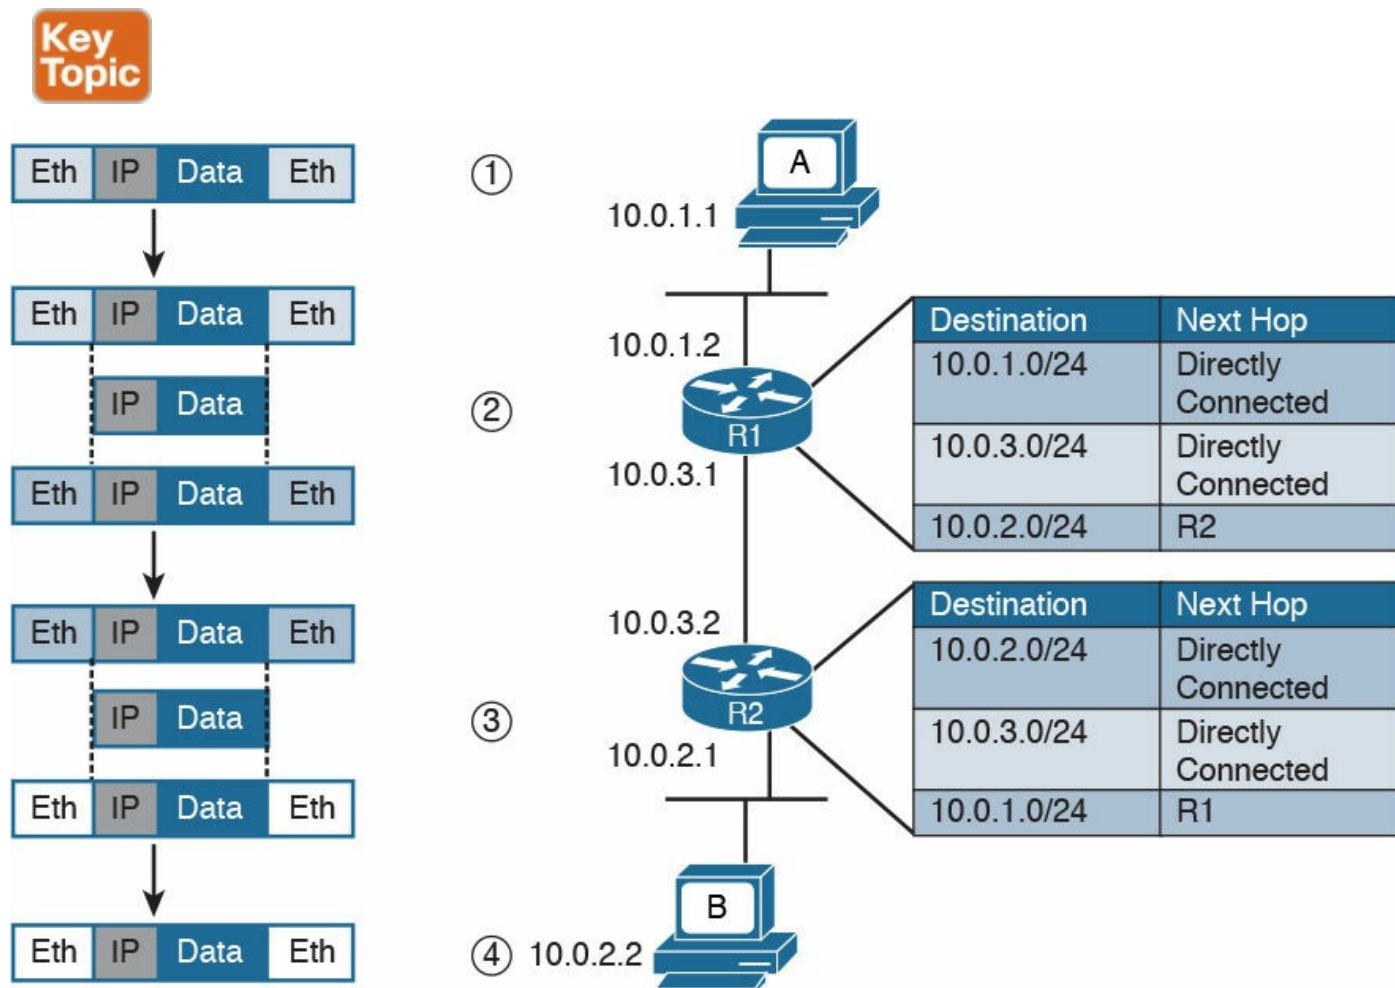 Key
Topic
Eth IP Data Eth
①
A
10.0.1.1
Eth IP Data Eth
10.0.1.2
Destination Next Hop
10.0.1.0/24 Directly
Connected
IP Data
②
R1
10.0.3.0/24 Directly
Connected
10.0.3.1
Eth IP Data Eth
10.0.2.0/24 R2
Eth IP Data Eth
10.0.3.2
Destination Next Hop
10.0.2.0/24 Directly
Connected
IP Data
③
R2
10.0.3.0/24 Directly
Connected
10.0.2.1
Eth IP Data Eth
10.0.1.0/24 R1
B
Eth IP Data Eth
④ 10.0.2.2